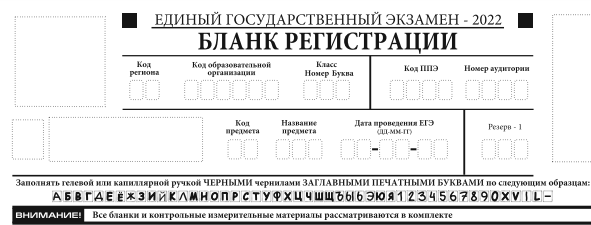 ЕДИНЫЙ ГОСУДАРСТВЕННЫЙ ЭКЗАМЕН - 2022
БЛАНК РЕГИСТРАЦИИ
Код региона
Код образовательной организации
Класс
Номер Буква
Код ППЭ
Номер аудитории
Код предмета
Название предмета
Дата проведения ЕГЭ
(ДД-ММ-ГГ)
Резерв - 1
Заполнять гелевой или капиллярной ручкой ЧЕРНЫМИ чернилами ЗАГЛАВНЫМИ ПЕЧАТНЫМИ БУКВАМИ по следующим образцам:
АБВГДЕЁЖЗИЙКЛМНОПРСТУФХЦЧШЩЪЫЬЭЮЯ1234567890XVIL-
ВНИМАНИЕ! Все бланки и контрольные измерительные материалы рассматриваются в комплекте